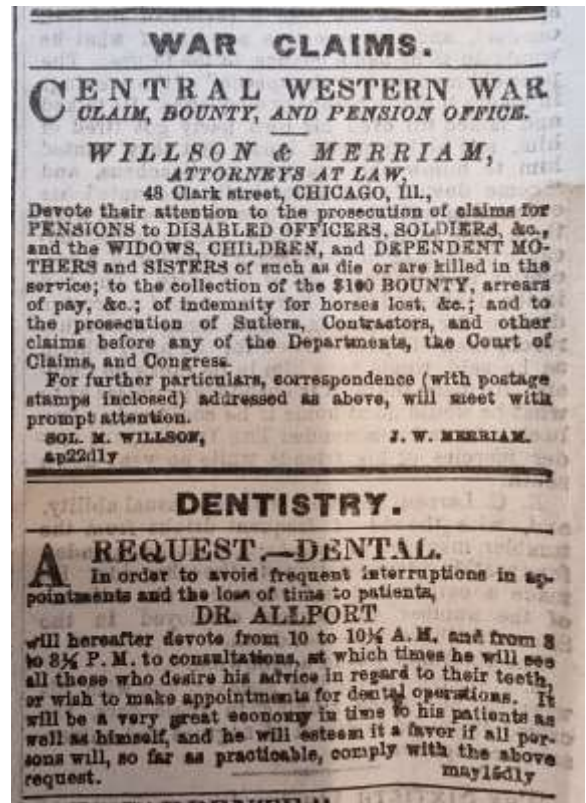 WAR CLAIMS.
CENTRAL WESTERN WAR
CLAIM, BOUNTY, AND PENSION OFFICE.
WILLSON & MERRIAM,
ATTORNEYS AT LAW,
48 Clark street, CHICAGO, Ill.,
Devote their attention to the prosecution of claims for
PENSIONS to DISABLED OFFICERS, SOLDIERS, &c.,
and the WIDOWS, CHILDREN, and DEPENDENT MO-
THERS and SISTERS of such as die or are killed in the
service; to the collection of the $100 BOUNTY, arrears
of pay, &c.; of indemnity for horses lost, &c.; and to
the prosecution of Sutlers, Contractors, and other
claims before any of the Departments, the Court of
Claims, and Congress.
For further particulars, correspondence (with postage
stamps inclosed) addressed as above, will meet with
prompt attention.
SOL. M. WILLSON, J. W. MERRIAM.
ap22dly
DENTISTRY.
A REQUEST.—DENTAL.
In order to avoid frequent interruptions in ap-
pointments and the loss of time to patients,
DR. ALLPORT
will hereafter devote from 10 to 10½ A. M. and from 3
to 3½ P. M. to consultations, at which times he will see
all those who desire his advice in regard to their teeth,
or wish to make appointments for dental operations. It
will be a very great economy in time to his patients as
well as himself, and he will esteem it a favor if all per-
sons will, so far as practicable, comply with the above
request. may15dly